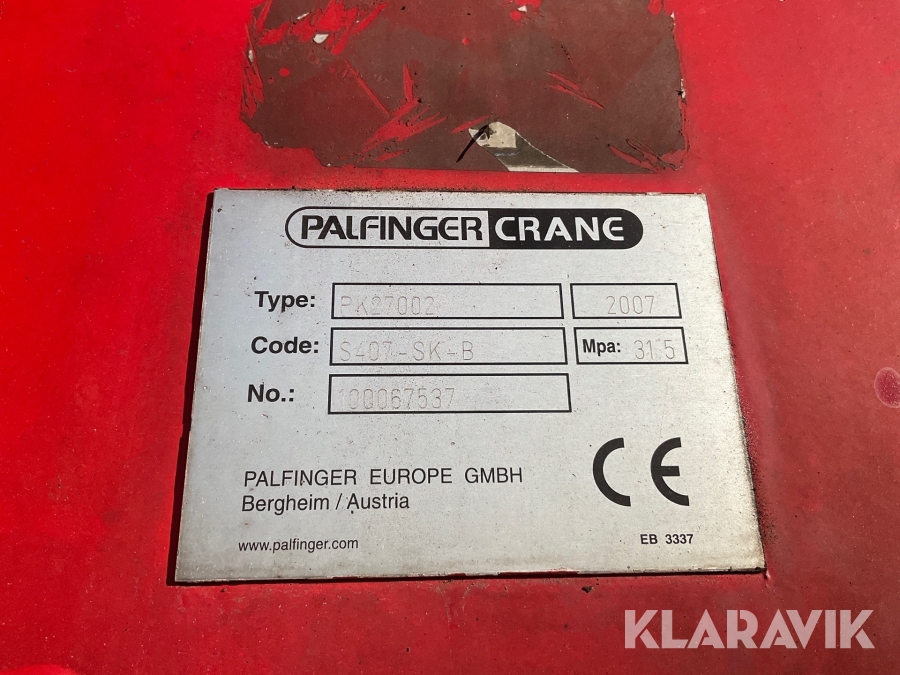 PALFINGER CRANE
Type: PK27002 2007
Code: S407-SK-B Mpa: 31.5
No.: 100067537
PALFINGER EUROPE GMBH
Bergheim / Austria
CE
www.palfinger.com
EB 3337
KLARAVIK